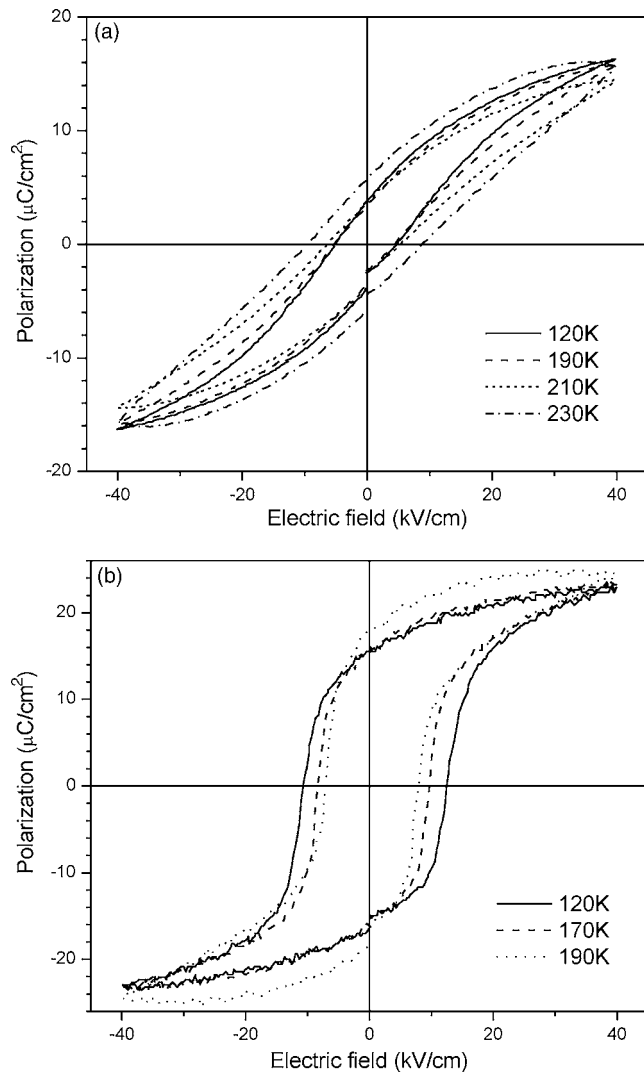 (a)
20
10
0
-10
-20
Polarization (μC/cm²)
120K
190K
210K
230K
-40
-20
0
20
40
Electric field (kV/cm)
(b)
20
10
0
-10
-20
Polarization (μC/cm²)
120K
170K
190K
-40
-20
0
20
40
Electric field (kV/cm)